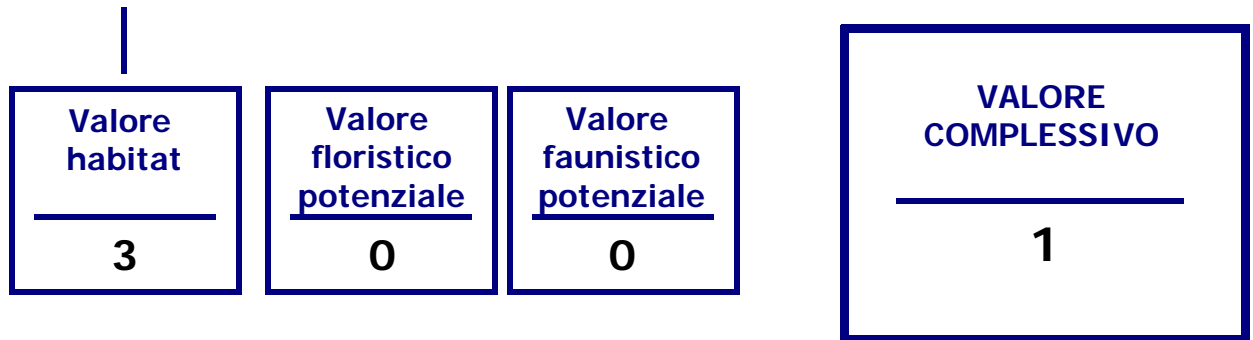 Valore
habitat
3
Valore
floristico
potenziale
0
Valore
faunistico
potenziale
0
VALORE
COMPLESSIVO
1